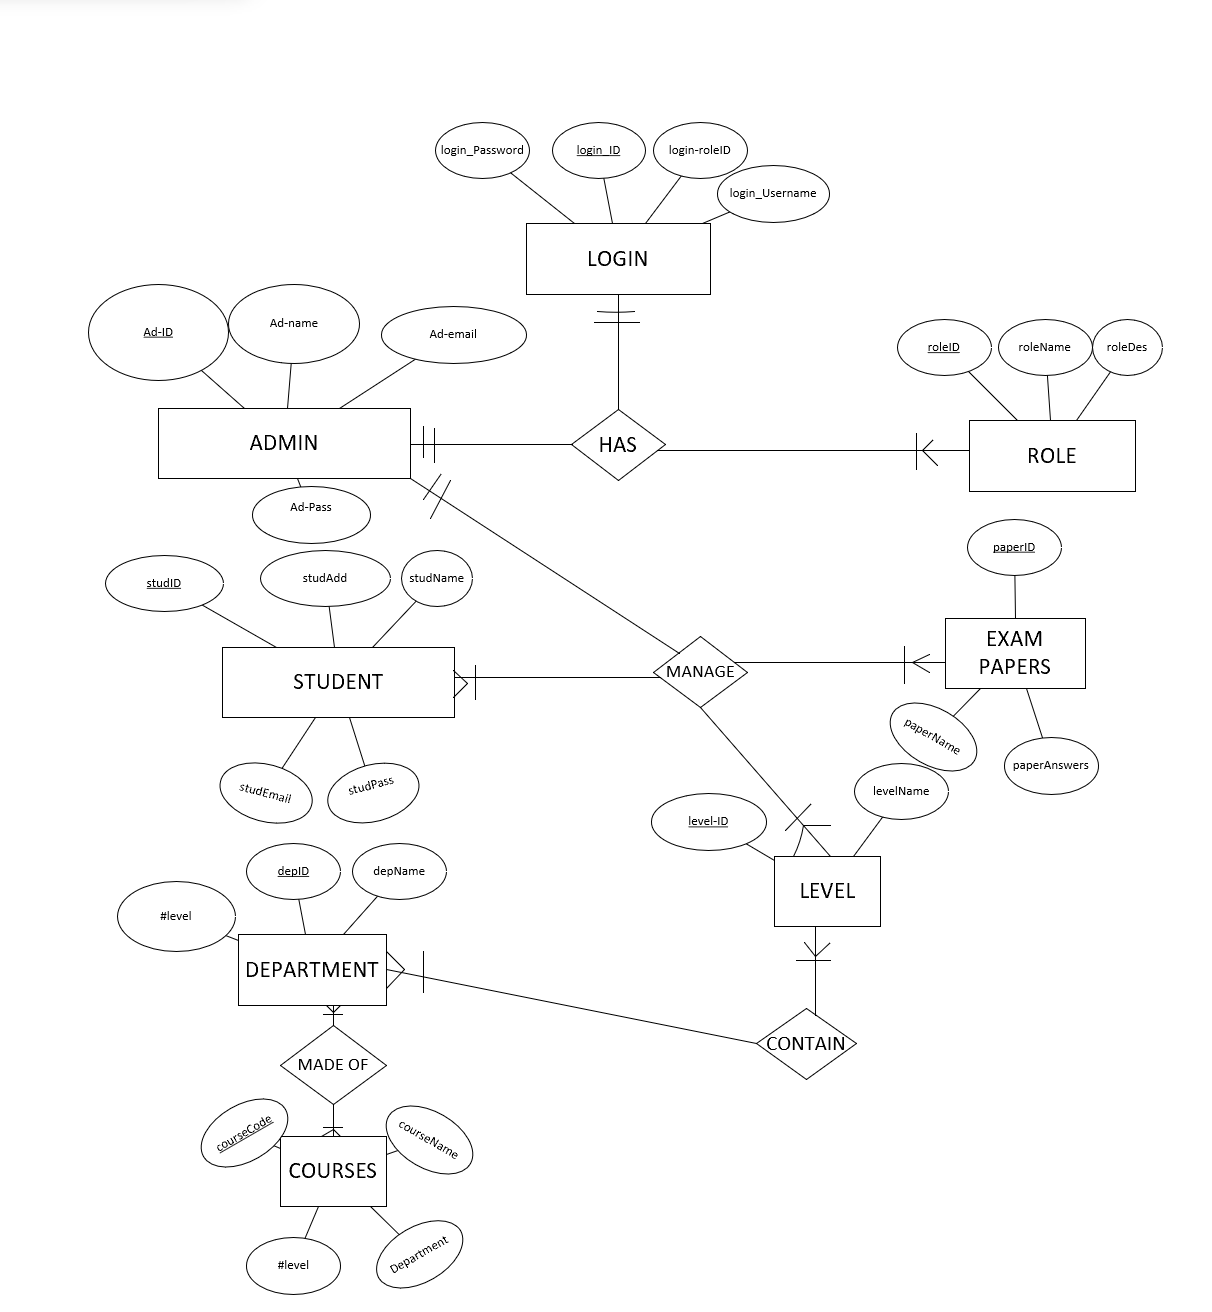 login_Password
login_ID
login-roleID
login_Username
LOGIN
Ad-ID
Ad-name
Ad-email
roleID
roleName
roleDes
ADMIN
HAS
ROLE
Ad-Pass
paperID
studID
studAdd
studName
EXAM
PAPERS
STUDENT
MANAGE
paperName
paperAnswers
studEmail
studPass
levelName
level-ID
depID
depName
LEVEL
#level
DEPARTMENT
CONTAIN
MADE OF
courseCode
courseName
COURSES
#level
Department